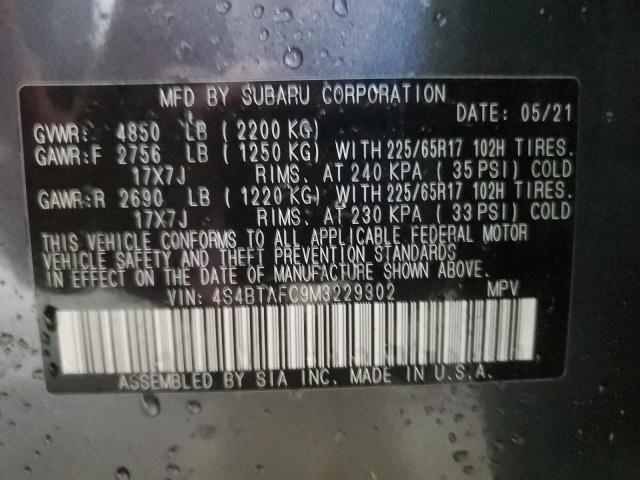 MFD BY SUBARU CORPORATION
DATE: 05/21
GVWR: 4850 LB (2200 KG)
GAWR:F 2756 LB (1250 KG) WITH 225/65R17 102H TIRES.
17X7J RIMS. AT 240 KPA (35 PSI) COLD
GAWR:R 2690 LB (1220 KG) WITH 225/65R17 102H TIRES.
17X7J RIMS. AT 230 KPA (33 PSI) COLD
THIS VEHICLE CONFORMS TO ALL APPLICABLE FEDERAL MOTOR
VEHICLE SAFETY AND THEFT PREVENTION STANDARDS
IN EFFECT ON THE DATE OF MANUFACTURE SHOWN ABOVE.
VIN: 4S4BTAFC9M3229302 MPV
ASSEMBLED BY SIA INC. MADE IN U.S.A.